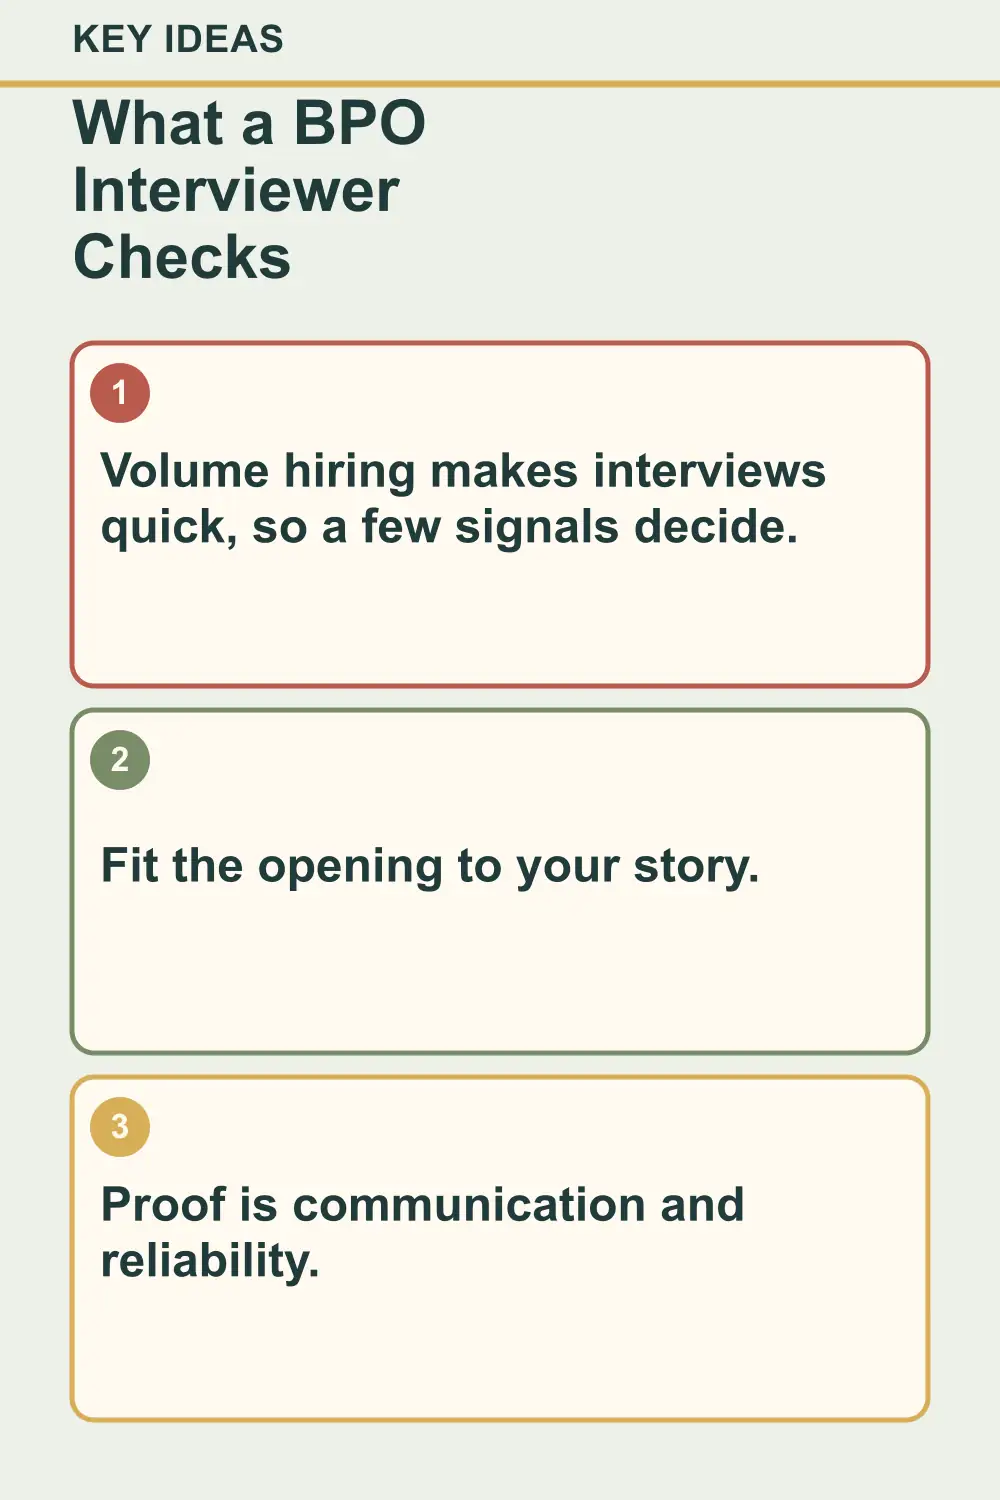 KEY IDEAS
What a BPO
Interviewer
Checks
1
Volume hiring makes interviews
quick, so a few signals decide.
2
Fit the opening to your story.
3
Proof is communication and
reliability.